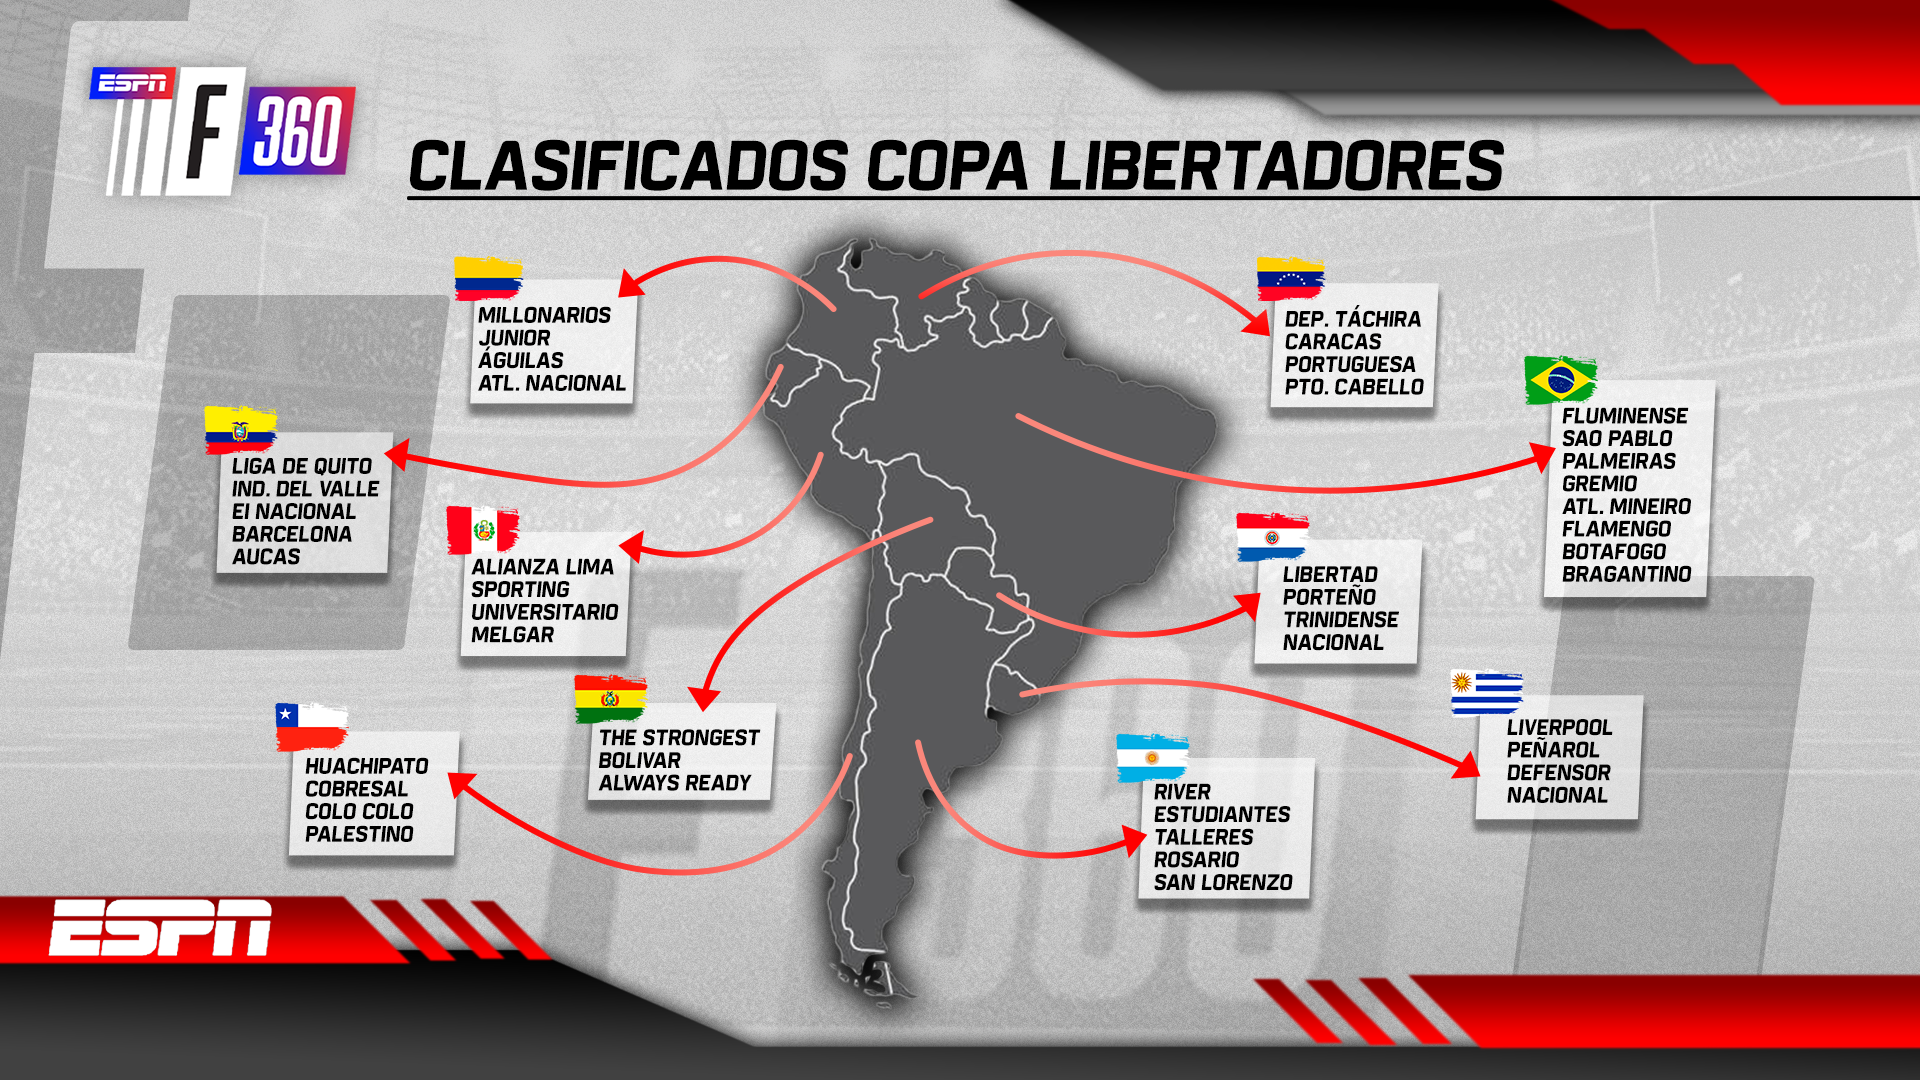 ESPN
F 360
CLASIFICADOS COPA LIBERTADORES
MILLONARIOS
JUNIOR
ÁGUILAS
ATL. NACIONAL
DEP. TÁCHIRA
CARACAS
PORTUGUESA
PTO. CABELLO
FLUMINENSE
SAO PABLO
PALMEIRAS
GREMIO
ATL. MINEIRO
FLAMENGO
BOTAFOGO
BRAGANTINO
LIGA DE QUITO
IND. DEL VALLE
El NACIONAL
BARCELONA
AUCAS
ALIANZA LIMA
SPORTING
UNIVERSITARIO
MELGAR
LIBERTAD
PORTEÑO
TRINIDENSE
NACIONAL
THE STRONGEST
BOLIVAR
ALWAYS READY
LIVERPOOL
PEÑAROL
DEFENSOR
NACIONAL
HUACHIPATO
COBRESAL
COLO COLO
PALESTINO
RIVER
ESTUDIANTES
TALLERES
ROSARIO
SAN LORENZO
ESPN